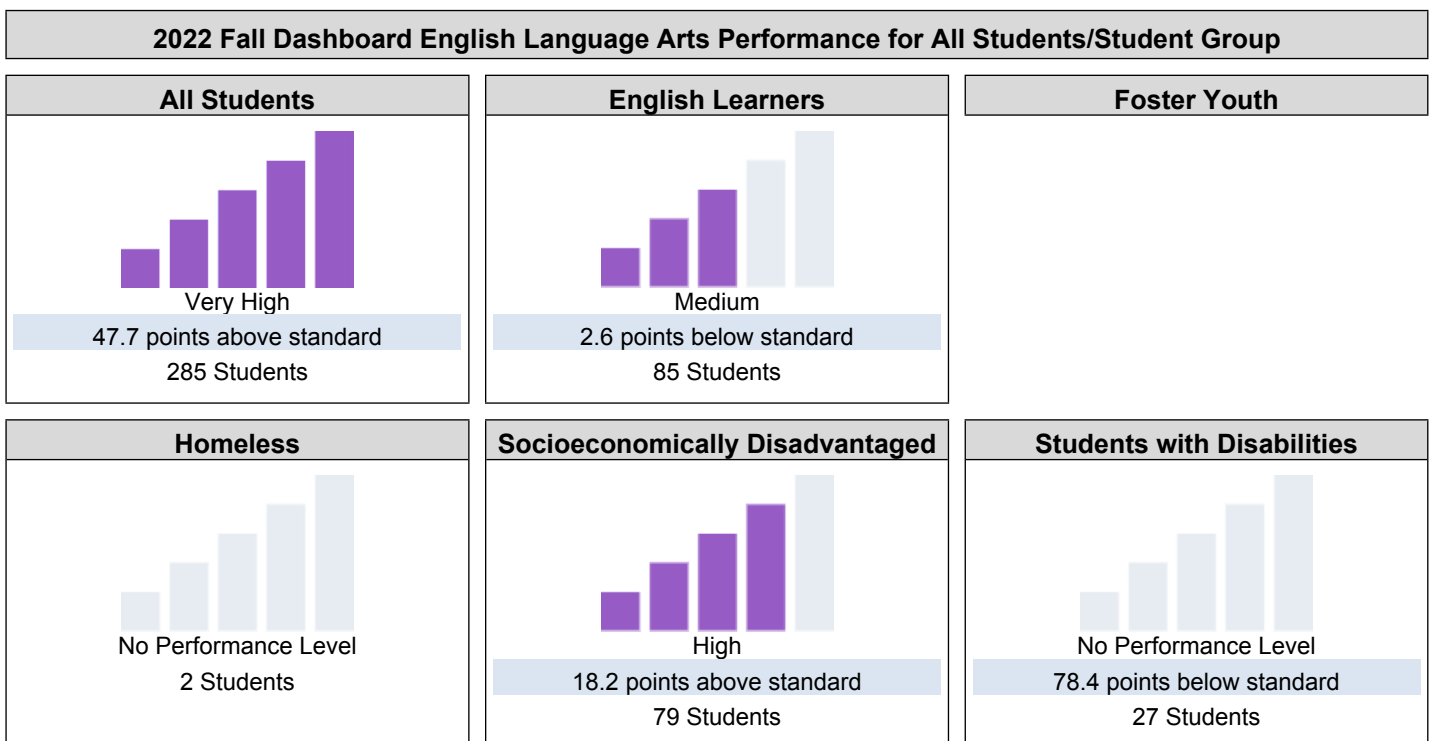 2022 Fall Dashboard English Language Arts Performance for All Students/Student Group
All Students
Very High
47.7 points above standard
285 Students
English Learners
Medium
2.6 points below standard
85 Students
Foster Youth
Homeless
No Performance Level
2 Students
Socioeconomically Disadvantaged
High
18.2 points above standard
79 Students
Students with Disabilities
No Performance Level
78.4 points below standard
27 Students